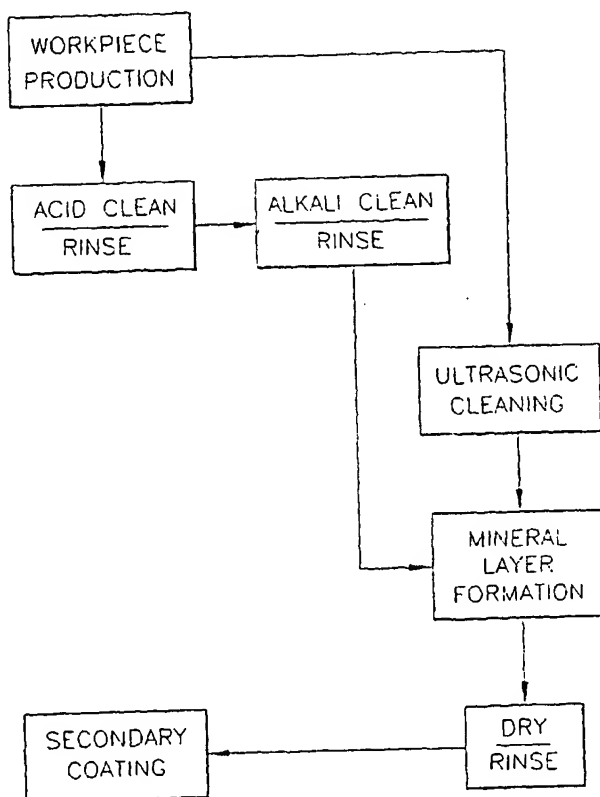 WORKPIECE
PRODUCTION
ACID CLEAN
RINSE
ALKALI CLEAN
RINSE
ULTRASONIC
CLEANING
MINERAL
LAYER
FORMATION
DRY
RINSE
SECONDARY
COATING